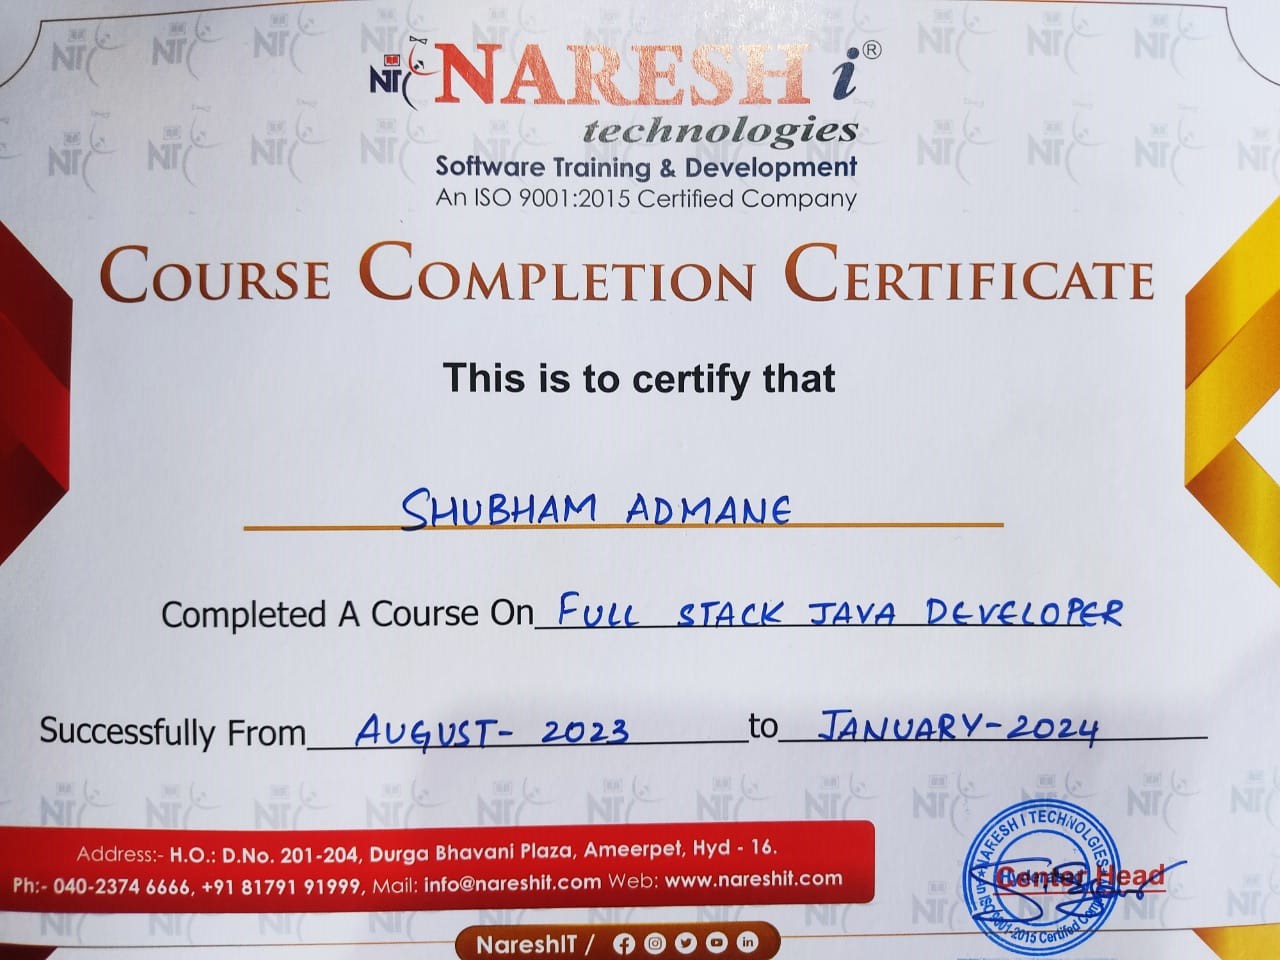 NT NARESH i ®
technologies
Software Training & Development
An ISO 9001:2015 Certified Company
COURSE COMPLETION CERTIFICATE
This is to certify that
SHUBHAM ADMANE
Completed A Course On FULL STACK JAVA DEVELOPER
Successfully From AUGUST- 2023 to JANUARY-2024
Address:- H.O.: D.No. 201-204, Durga Bhavani Plaza, Ameerpet, Hyd - 16.
Ph:- 040-2374 6666, +91 81791 91999, Mail: info@nareshit.com Web: www.nareshit.com
NARESH I TECHNOLGIES
Hyderabad
Center Head
9001-2015 Certified
NareshIT /